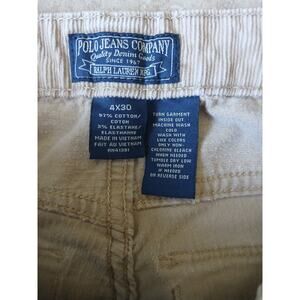 POLO JEANS COMPANY
Quality Denim Goods
SINCE 1967
RALPH LAUREN
4X30
97% COTTON/
COTON
3% ELASTANE/
ELASTHANNE
MADE IN VIETNAM
FAIT AU VIETNAM
TURN GARMENT
INSIDE OUT
MACHINE WASH
COLD
WASH WITH
LIKE COLORS
ONLY NON-
CHLORINE BLEACH
WHEN NEEDED
TUMBLE DRY LOW
WARM IRON
IF NEEDED
ON REVERSE SIDE